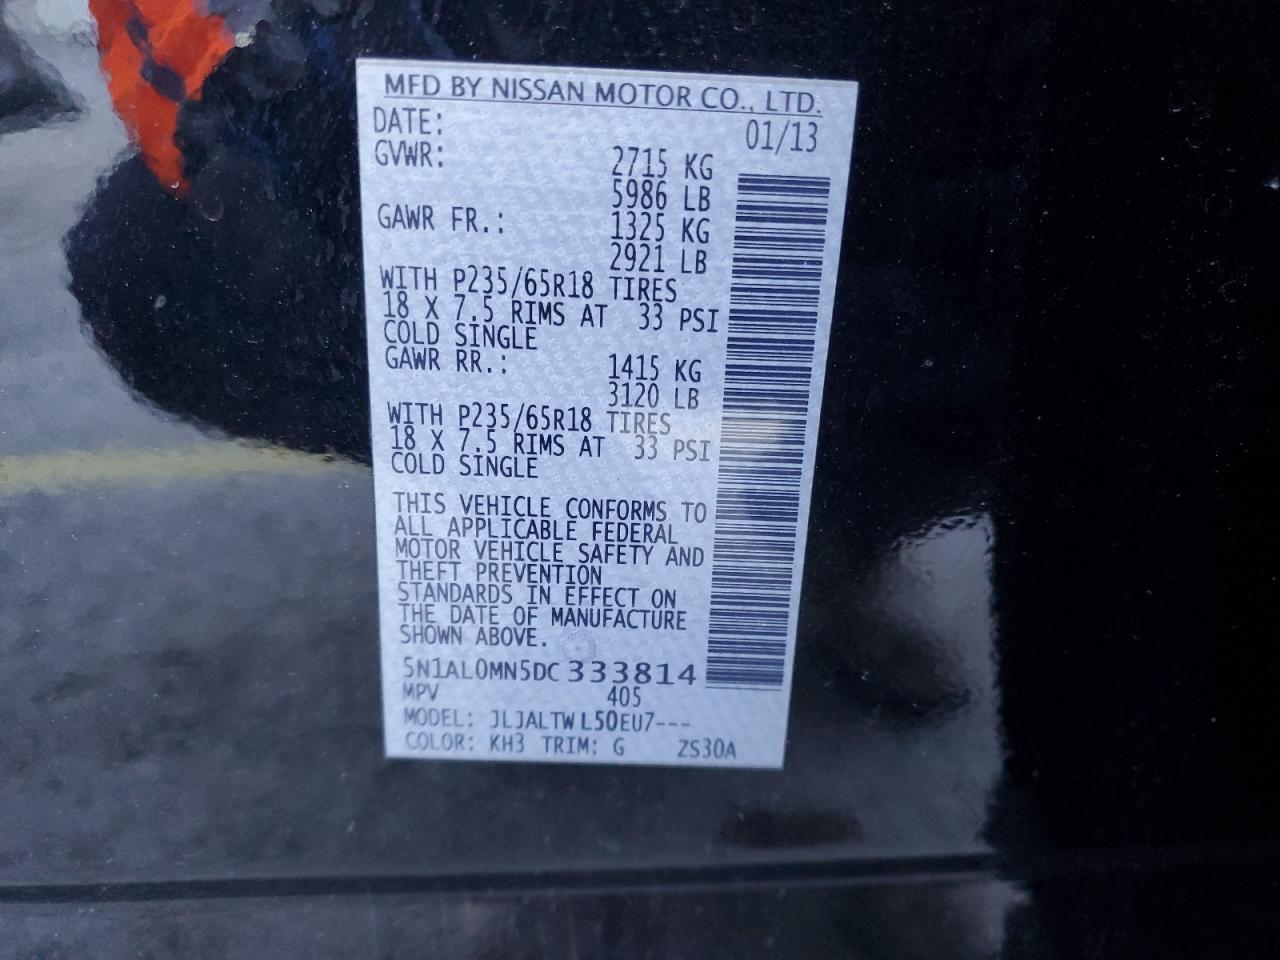 MFD BY NISSAN MOTOR CO., LTD.
DATE: 01/13
GVWR: 2715 KG
5986 LB
GAWR FR.: 1325 KG
2921 LB
WITH P235/65R18 TIRES
18 X 7.5 RIMS AT 33 PSI
COLD SINGLE
GAWR RR.: 1415 KG
3120 LB
WITH P235/65R18 TIRES
18 X 7.5 RIMS AT 33 PSI
COLD SINGLE
THIS VEHICLE CONFORMS TO
ALL APPLICABLE FEDERAL
MOTOR VEHICLE SAFETY AND
THEFT PREVENTION
STANDARDS IN EFFECT ON
THE DATE OF MANUFACTURE
SHOWN ABOVE.
5N1AL0MN5DC333814
MPV 405
MODEL: JLJALTWL50EU7---
COLOR: KH3 TRIM: G ZS30A